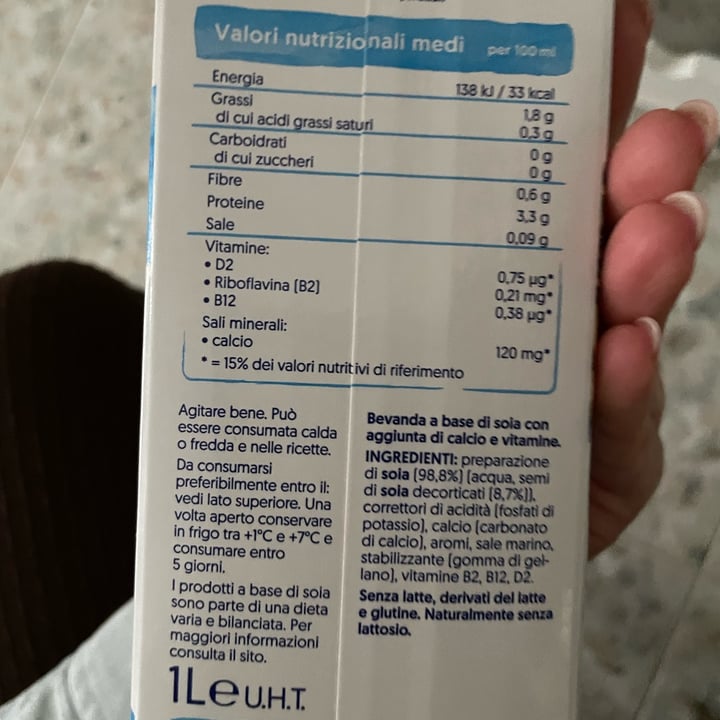 Valori nutrizionali medi per 100 ml
Energia 138 kJ / 33 kcal
Grassi 1,8 g
di cui acidi grassi saturi 0,3 g
Carboidrati 0 g
di cui zuccheri 0 g
Fibre 0,6 g
Proteine 3,3 g
Sale 0,09 g
Vitamine:
• D2 0,75 µg*
• Riboflavina (B2) 0,21 mg*
• B12 0,38 µg*
Sali minerali:
• calcio 120 mg*
* = 15% dei valori nutritivi di riferimento
Agitare bene. Può
essere consumata calda
o fredda e nelle ricette.
Da consumarsi
preferibilmente entro il:
vedi lato superiore. Una
volta aperto conservare
in frigo tra +1°C e +7°C e
consumare entro
5 giorni.
I prodotti a base di soia
sono parte di una dieta
varia e bilanciata. Per
maggiori informazioni
consulta il sito.
Bevanda a base di soia con
aggiunta di calcio e vitamine.
INGREDIENTI: preparazione
di soia (98,8%) (acqua, semi
di soia decorticati (8,7%)),
correttori di acidità (fosfati di
potassio), calcio (carbonato
di calcio), aromi, sale marino,
stabilizzante (gomma di gel-
lano), vitamine B2, B12, D2.
Senza latte, derivati del latte
e glutine. Naturalmente senza
lattosio.
1L e U.H.T.